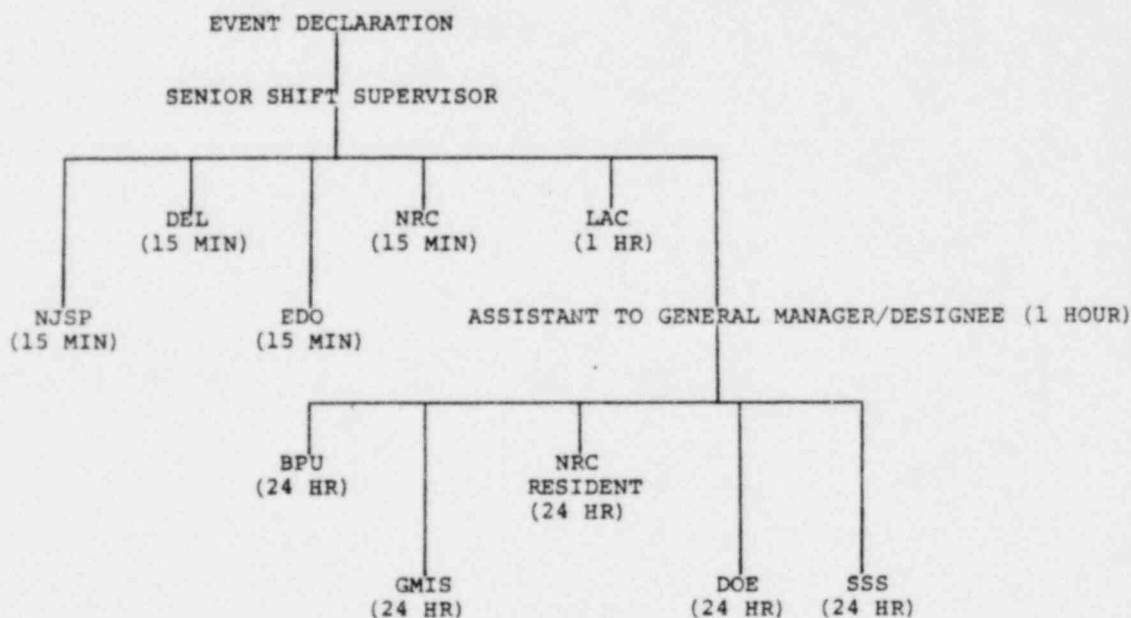 EVENT DECLARATION
SENIOR SHIFT SUPERVISOR
DEL
(15 MIN)
NRC
(15 MIN)
LAC
(1 HR)
NJSP
(15 MIN)
EDO
(15 MIN)
ASSISTANT TO GENERAL MANAGER/DESIGNEE (1 HOUR)
BPU
(24 HR)
NRC
RESIDENT
(24 HR)
GMIS
(24 HR)
DOE
(24 HR)
SSS
(24 HR)